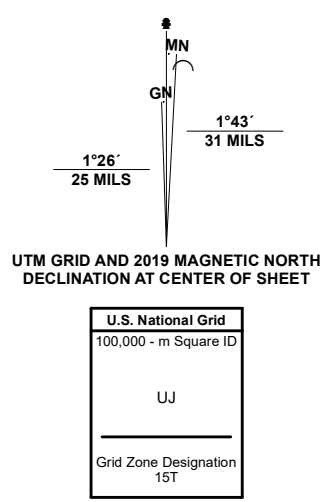 MN
GN
1°43´
31 MILS
1°26´
25 MILS
UTM GRID AND 2019 MAGNETIC NORTH
DECLINATION AT CENTER OF SHEET
U.S. National Grid
100,000 - m Square ID
UJ
Grid Zone Designation
15T